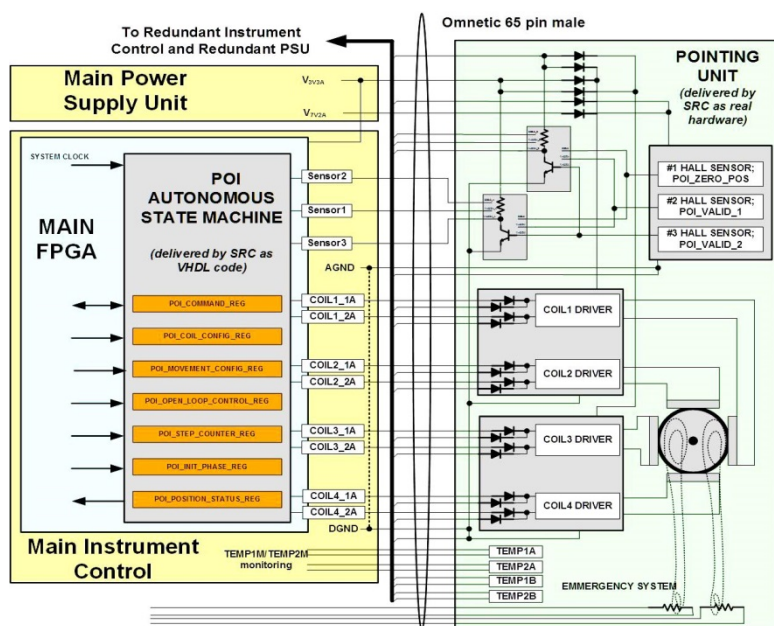 To Redundant Instrument
Control and Redundant PSU
Omnetic 65 pin male
Main Power
Supply Unit
V3V3A
V7V2A
POINTING
UNIT
(delivered by
SRC as real
hardware)
SYSTEM CLOCK
MAIN
FPGA
POI
AUTONOMOUS
STATE MACHINE
(delivered by SRC as
VHDL code)
Sensor2
Sensor1
Sensor3
AGND
#1 HALL SENSOR;
POI_ZERO_POS
#2 HALL SENSOR;
POI_VALID_1
#3 HALL SENSOR;
POI_VALID_2
POI_COMMAND_REG
POI_COIL_CONFIG_REG
POI_MOVEMENT_CONFIG_REG
POI_OPEN_LOOP_CONTROL_REG
POI_STEP_COUNTER_REG
POI_INIT_PHASE_REG
POI_POSITION_STATUS_REG
COIL1_1A
COIL1_2A
COIL2_1A
COIL2_2A
COIL3_1A
COIL3_2A
COIL4_1A
COIL4_2A
DGND
COIL1 DRIVER
COIL2 DRIVER
COIL3 DRIVER
COIL4 DRIVER
Main Instrument
Control
TEMP1M/ TEMP2M
monitoring
TEMP1A
TEMP2A
TEMP1B
TEMP2B
EMMERGENCY SYSTEM